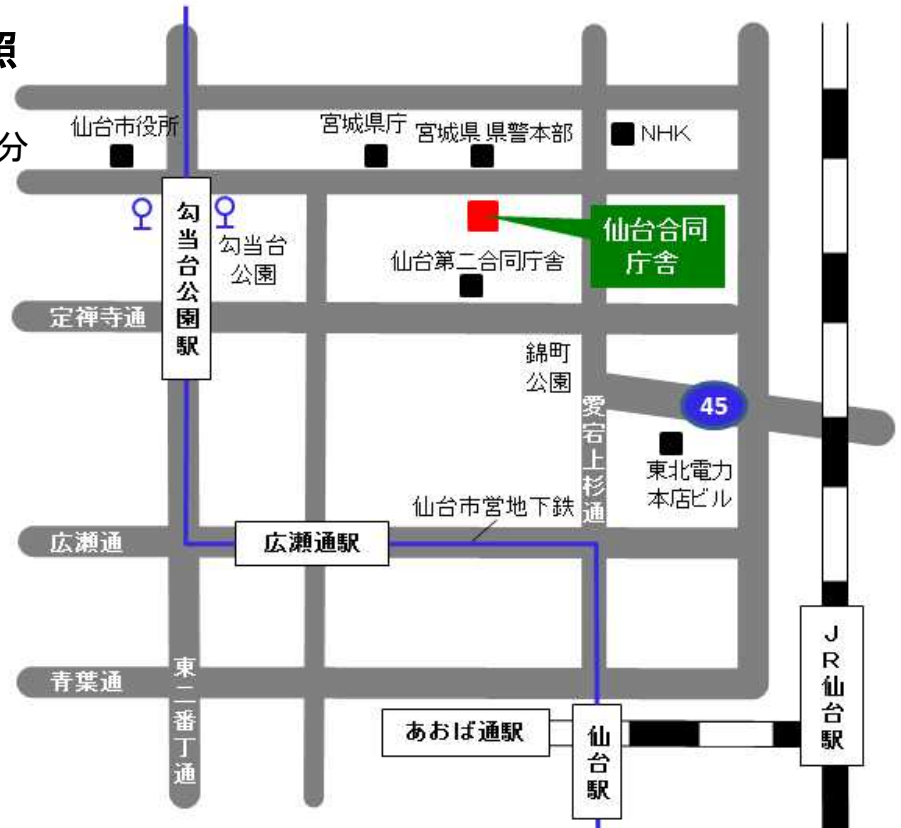 照
分
仙台市役所
宮城県庁
宮城県 県警本部
NHK
勾当台公園駅
勾当台
公園
仙台合同
庁舎
仙台第二合同庁舎
定禅寺通
錦町
公園
45
愛宕上杉通
東北電力
本店ビル
仙台市営地下鉄
広瀬通
広瀬通駅
JR仙台駅
青葉通
東二番丁通
あおば通駅
仙台駅